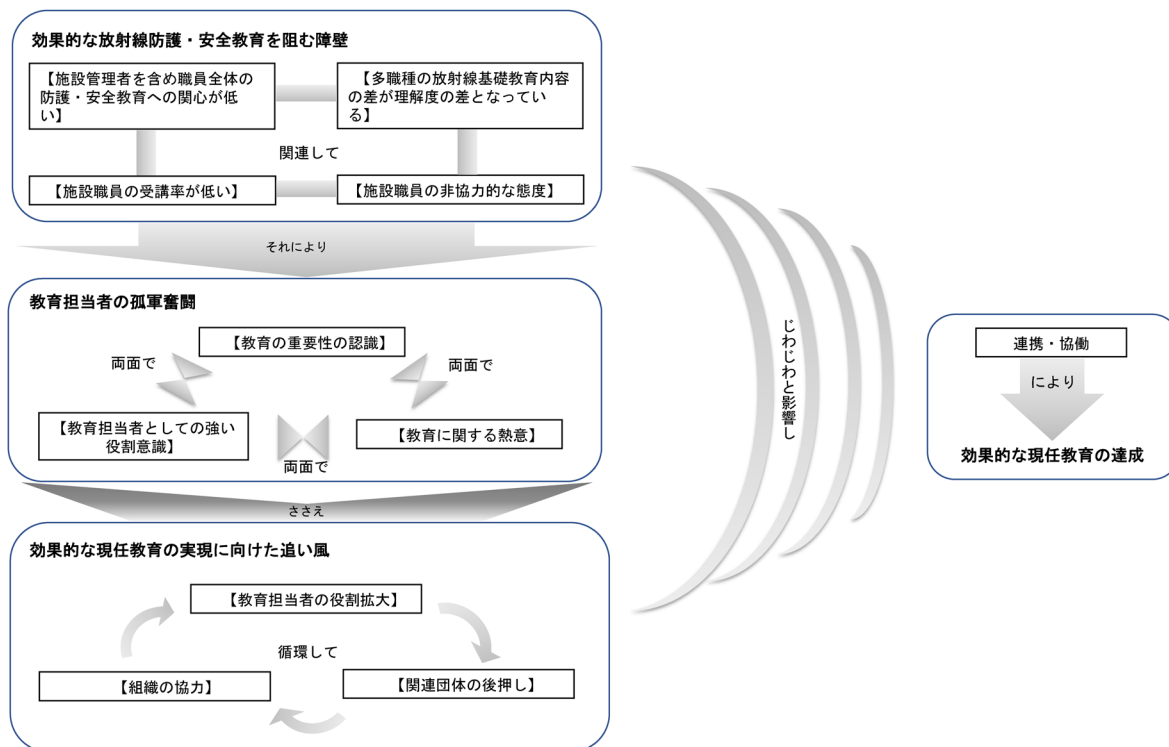 効果的な放射線防護・安全教育を阻む障壁
【施設管理者を含め職員全体の
防護・安全教育への関心が低
い】
【多職種の放射線基礎教育内容
の差が理解度の差となってい
る】
関連して
【施設職員の受講率が低い】
【施設職員の非協力的な態度】
それにより
教育担当者の孤軍奮闘
【教育の重要性の認識】
両面で
両面で
【教育担当者としての強い
役割意識】
【教育に関する熱意】
両面で
ささえ
効果的な現任教育の実現に向けた追い風
【教育担当者の役割拡大】
循環して
【組織の協力】
【関連団体の後押し】
じわじわと影響し
連携・協働
により
効果的な現任教育の達成